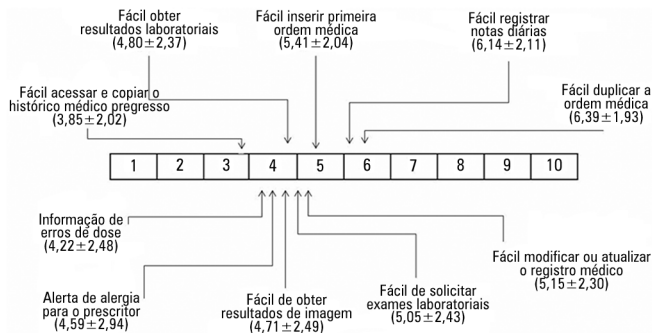 Fácil obter
resultados laboratoriais
(4,80±2,37)
Fácil inserir primeira
ordem médica
(5,41±2,04)
Fácil registrar
notas diárias
(6,14±2,11)
Fácil acessar e copiar o
histórico médico pregresso
(3,85±2,02)
Fácil duplicar a
ordem médica
(6,39±1,93)
1 2 3 4 5 6 7 8 9 10
Informação de
erros de dose
(4,22±2,48)
Alerta de alergia
para o prescritor
(4,59±2,94)
Fácil de obter
resultados de imagem
(4,71±2,49)
Fácil de solicitar
exames laboratoriais
(5,05±2,43)
Fácil modificar ou atualizar
o registro médico
(5,15±2,30)